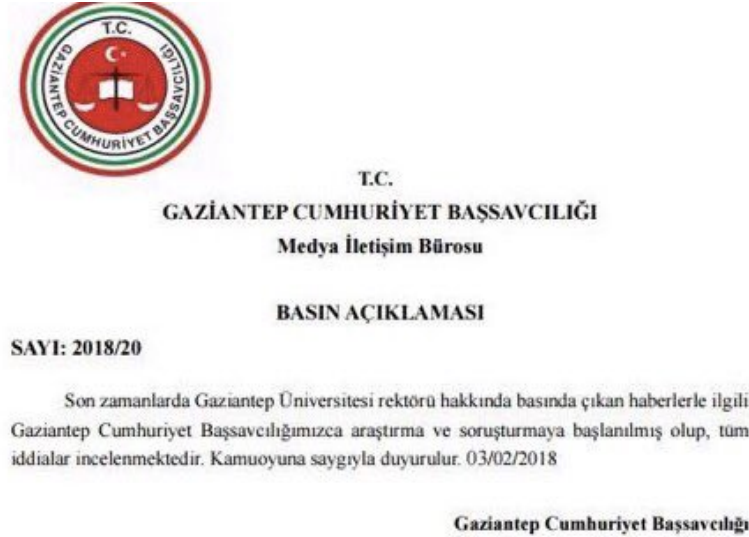 T.C.
GAZİANTEP CUMHURİYET BAŞSAVCILIĞI
T.C.
GAZİANTEP CUMHURİYET BAŞSAVCILIĞI
Medya İletişim Bürosu
BASIN AÇIKLAMASI
SAYI: 2018/20
Son zamanlarda Gaziantep Üniversitesi rektörü hakkında basında çıkan haberlerle ilgili
Gaziantep Cumhuriyet Başsavcılığımızca araştırma ve soruşturmaya başlanılmış olup, tüm
iddialar incelenmektedir. Kamuoyuna saygıyla duyurulur. 03/02/2018
Gaziantep Cumhuriyet Başsavcılığı